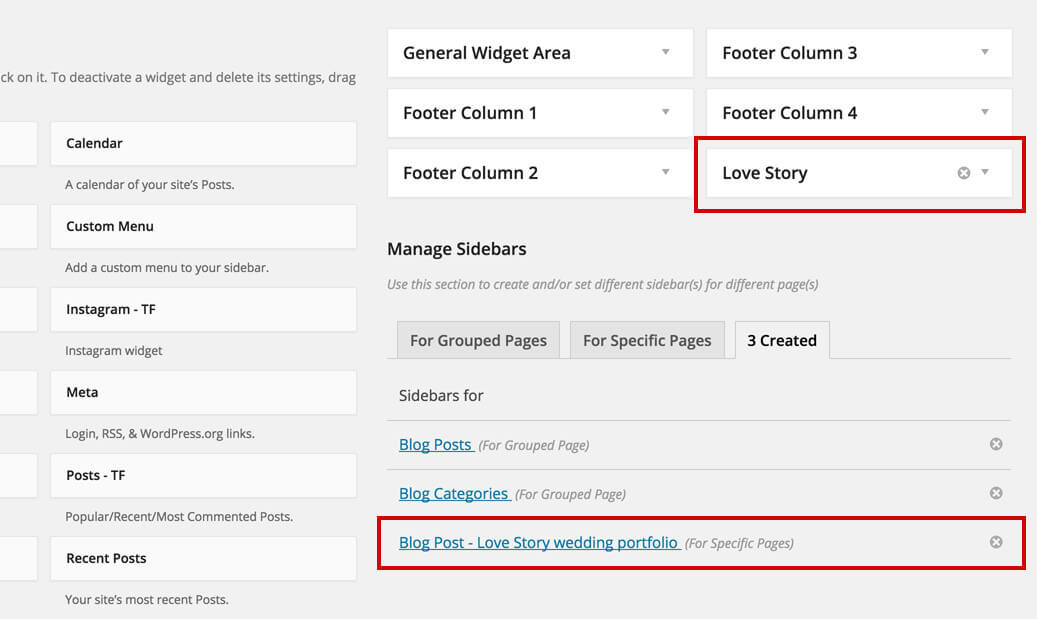 ck on it. To deactivate a widget and delete its settings, drag
Calendar
A calendar of your site's Posts.
Custom Menu
Add a custom menu to your sidebar.
Instagram - TF
Instagram widget
Meta
Login, RSS, & WordPress.org links.
Posts - TF
Popular/Recent/Most Commented Posts.
Recent Posts
Your site's most recent Posts.
General Widget Area
Footer Column 3
Footer Column 1
Footer Column 4
Footer Column 2
Love Story
Manage Sidebars
Use this section to create and/or set different sidebar(s) for different page(s)
For Grouped Pages
For Specific Pages
3 Created
Sidebars for
Blog Posts (For Grouped Page)
Blog Categories (For Grouped Page)
Blog Post - Love Story wedding portfolio (For Specific Pages)